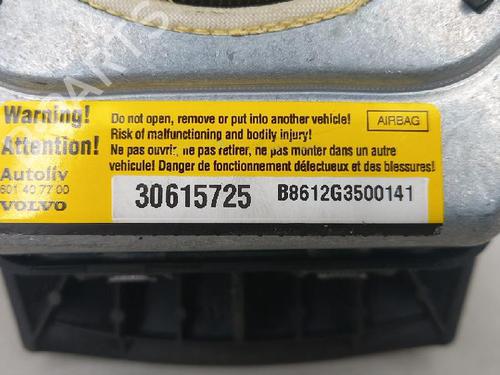 Warning!
Attention!
Autoliv
601 40 77 00
VOLVO
Do not open, remove or put into another vehicle!
Risk of malfunctioning and bodily injury!
Ne pas ouvrir, ne pas retirer, ne pas monter dans un autre
vehicule! Danger de fonctionnement défectueux et des blessures!
AIRBAG
30615725
B8612G3500141